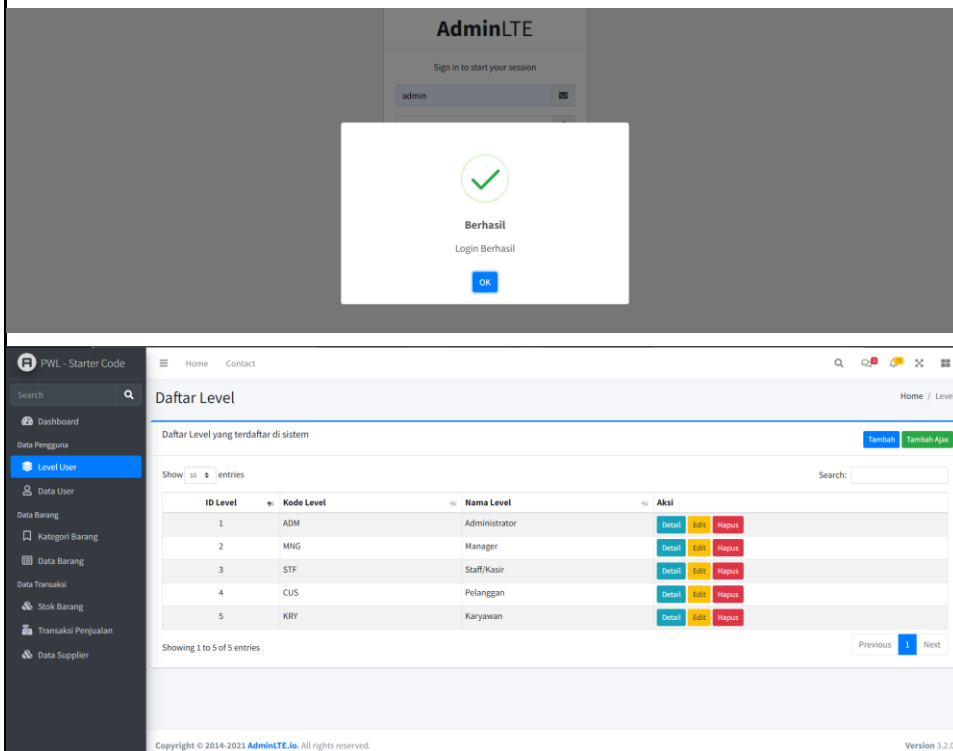 AdminLTE
Sign in to start your session
admin
Berhasil
Login Berhasil
OK
PWL - Starter Code
Home Contact
Search
Daftar Level
Home / Level
Dashboard
Data Pengguna
Daftar Level yang terdaftar di sistem
Tambah Tambah Ajax
Level User
Show 10 entries
Search:
Data User
ID Level Kode Level Nama Level Aksi
Data Barang
1 ADM Administrator Detail Edit Hapus
Kategori Barang
2 MNG Manager Detail Edit Hapus
Data Barang
3 STF Staff/Kasir Detail Edit Hapus
Data Transaksi
4 CUS Pelanggan Detail Edit Hapus
Stok Barang
5 KRY Karyawan Detail Edit Hapus
Transaksi Penjualan
Showing 1 to 5 of 5 entries
Previous 1 Next
Data Supplier
Copyright © 2014-2021 AdminLTE.io. All rights reserved.
Version 3.2.0